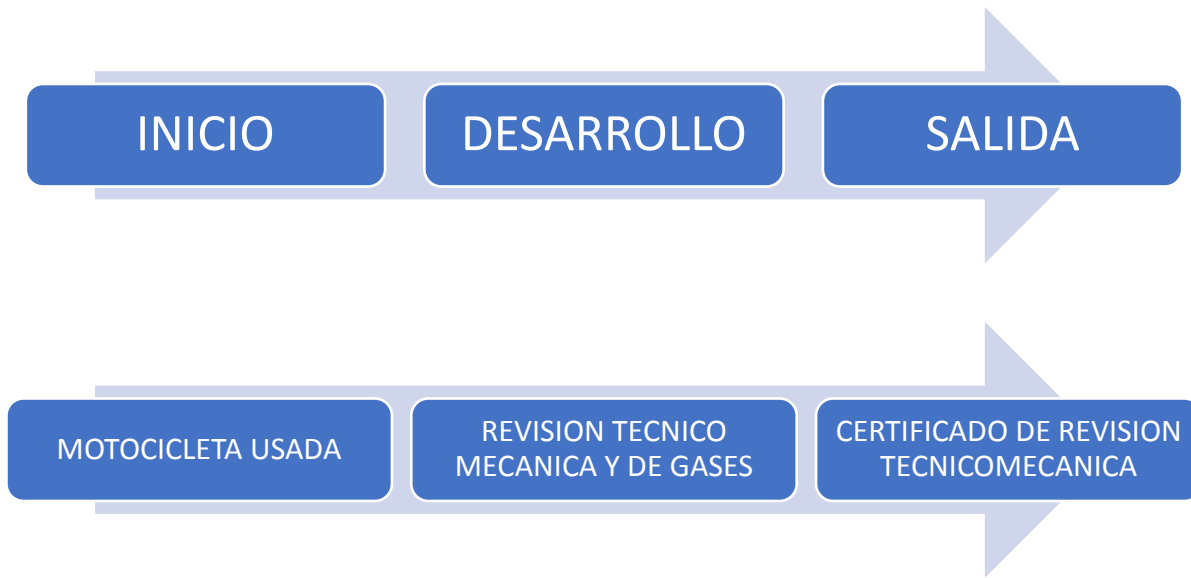 INICIO
DESARROLLO
SALIDA
MOTOCICLETA USADA
REVISION TECNICO
MECANICA Y DE GASES
CERTIFICADO DE REVISION
TECNICOMECANICA